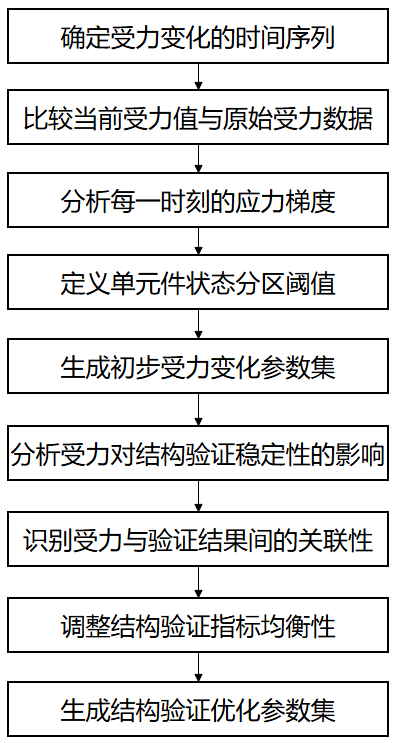 确定受力变化的时间序列
比较当前受力值与原始受力数据
分析每一时刻的应力梯度
定义单元件状态分区阈值
生成初步受力变化参数集
分析受力对结构验证稳定性的影响
识别受力与验证结果间的关联性
调整结构验证指标均衡性
生成结构验证优化参数集